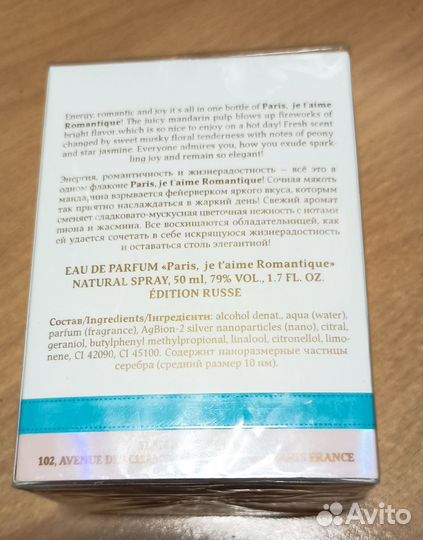 Energy, romantic and joy it's all in one bottle of Paris, je t'aime
Romantique! The juicy mandarin pulp blows up fireworks of
bright flavor which is so nice to enjoy on a hot day! Fresh scent
changed by sweet musky floral tenderness with notes of peony
and star jasmine. Everyone admires you, how you exude spark-
ling joy and remain so elegant!
Энергия, романтичность и жизнерадостность – всё это в
одном флаконе Paris, je t'aime Romantique! Сочная мякоть
мандарина взрывается фейерверком яркого вкуса, которым
так приятно наслаждаться в жаркий день! Свежий аромат
сменяет сладковато-мускусная цветочная нежность с нотами
пиона и жасмина. Все восхищаются обладательницей, как
ей удается сочетать в себе искрящуюся жизнерадостность
и оставаться столь элегантной!
EAU DE PARFUM «Paris, je t'aime Romantique»
NATURAL SPRAY, 50 ml, 79% VOL., 1.7 FL. OZ.
ÉDITION RUSSE
Состав/Ingredients/Інгредієнти: alcohol denat., aqua (water),
parfum (fragrance), AgBion-2 silver nanoparticles (nano), citral,
geraniol, butylphenyl methylpropional, linalool, citronellol, limo-
nene, CI 42090, CI 45100. Содержит наноразмерные частицы
серебра (средний размер 10 нм).
102, AVENUE DES PARIS FRANCE
Avito